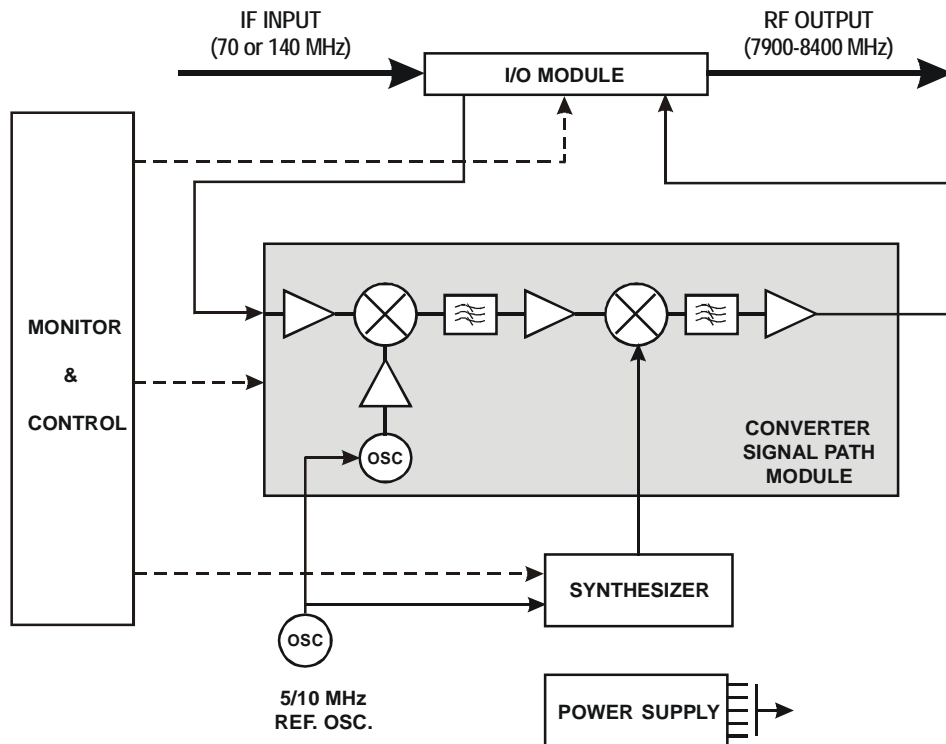 IF INPUT
(70 or 140 MHz)
RF OUTPUT
(7900-8400 MHz)
I/O MODULE
MONITOR
&
CONTROL
OSC
CONVERTER
SIGNAL PATH
MODULE
SYNTHESIZER
OSC
5/10 MHz
REF. OSC.
POWER SUPPLY